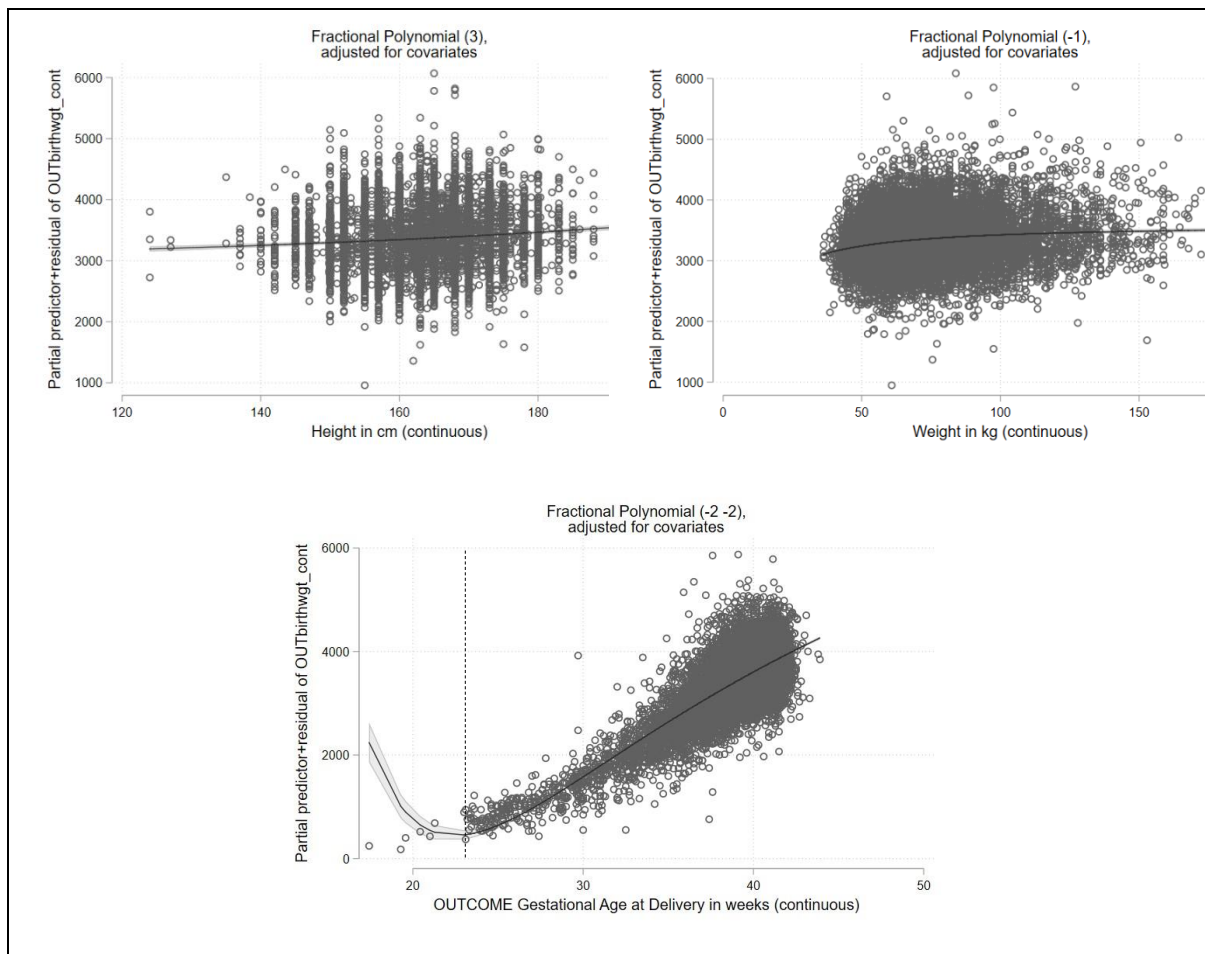 Fractional Polynomial (3),
adjusted for covariates
Partial predictor+residual of OUTbirthwgt_cont
6000
5000
4000
3000
2000
1000
120
140
160
180
Height in cm (continuous)
Fractional Polynomial (-1),
adjusted for covariates
Partial predictor+residual of OUTbirthwgt_cont
6000
5000
4000
3000
2000
1000
0
50
100
150
Weight in kg (continuous)
Fractional Polynomial (-2 -2),
adjusted for covariates
Partial predictor+residual of OUTbirthwgt_cont
6000
4000
2000
0
20
30
40
50
OUTCOME Gestational Age at Delivery in weeks (continuous)